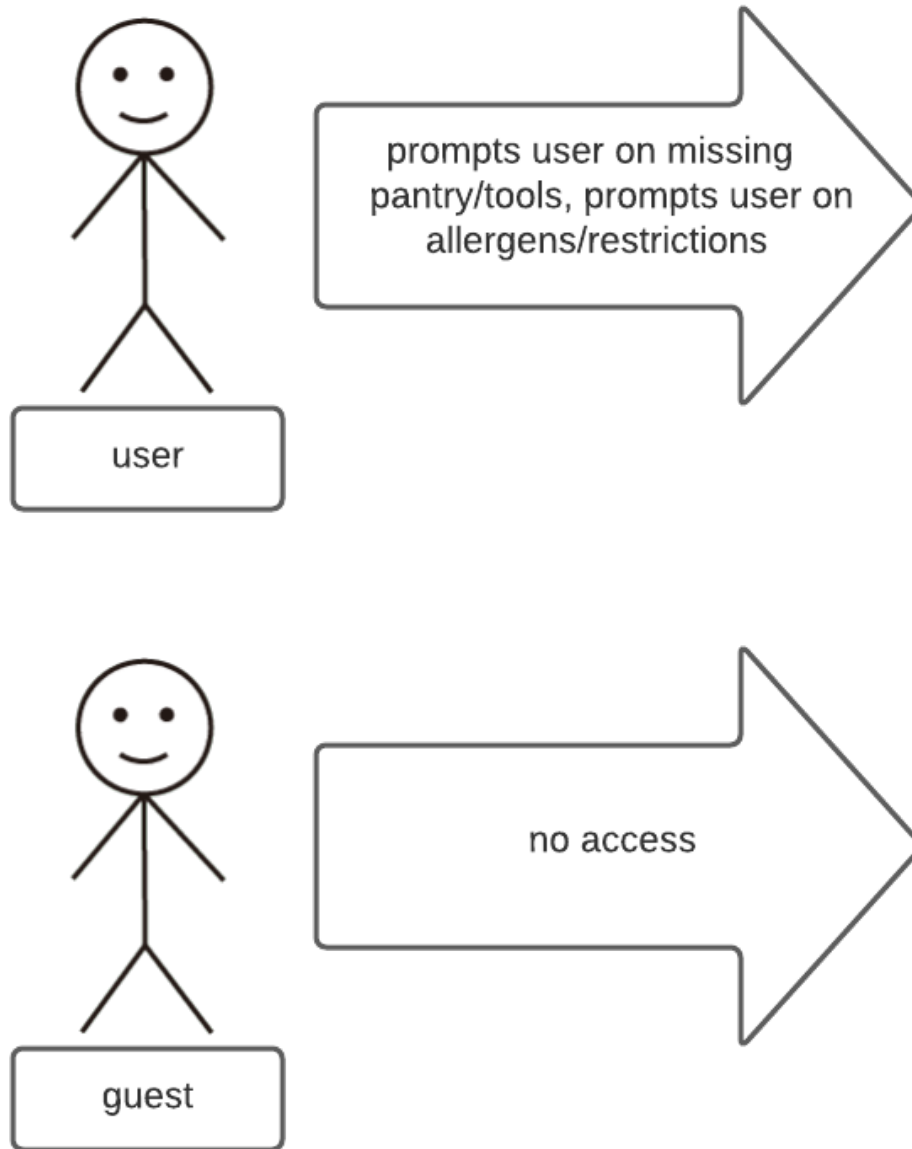 prompts user on missing
pantry/tools, prompts user on
allergens/restrictions
user
no access
guest